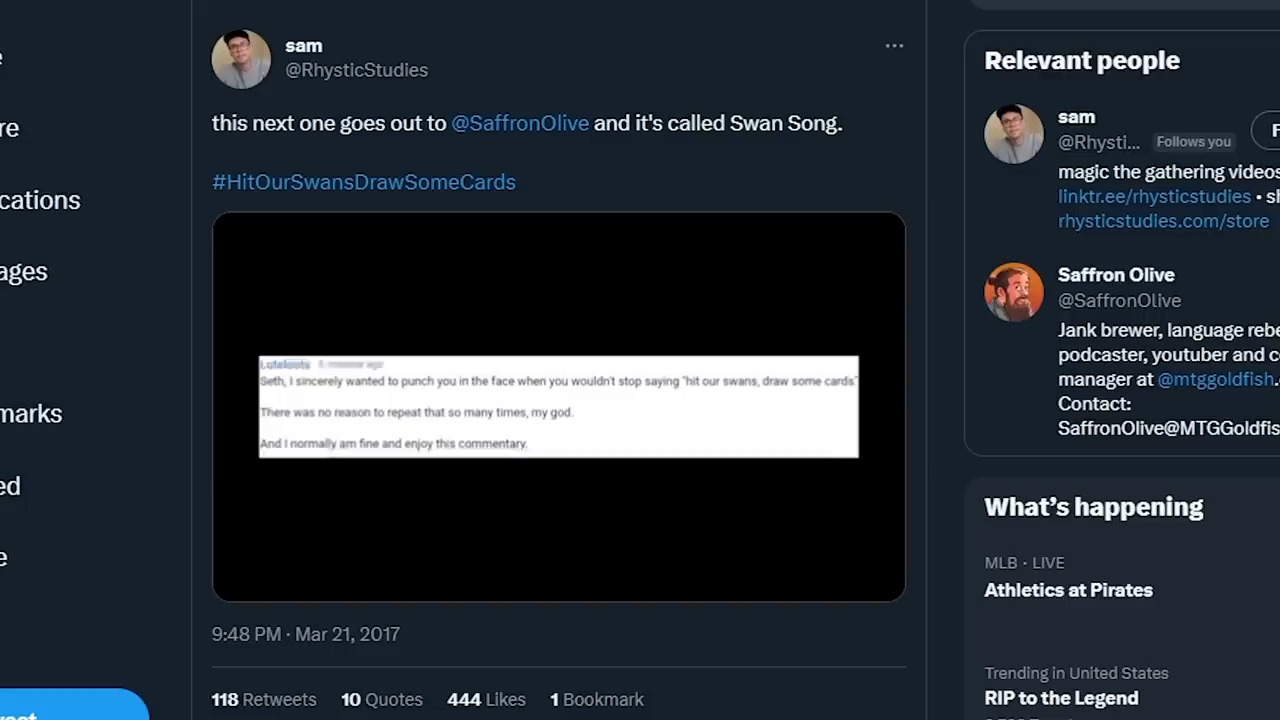 sam
@RhysticStudies
this next one goes out to @SaffronOlive and it's called Swan Song.
#HitOurSwansDrawSomeCards
Seth, I sincerely wanted to punch you in the face when you wouldn't stop saying "hit our swans, draw some cards"
There was no reason to repeat that so many times, my god.
And I normally am fine and enjoy this commentary.
9:48 PM · Mar 21, 2017
118 Retweets 10 Quotes 444 Likes 1 Bookmark
e
re
cations
ages
marks
ed
e
Relevant people
sam
@Rhysti... Follows you
F
magic the gathering videos
linktr.ee/rhysticstudies • sh
rhysticstudies.com/store
Saffron Olive
@SaffronOlive
Jank brewer, language rebe
podcaster, youtuber and c
manager at @mtggoldfish.
Contact:
SaffronOlive@MTGGoldfis
What's happening
MLB · LIVE
Athletics at Pirates
Trending in United States
RIP to the Legend